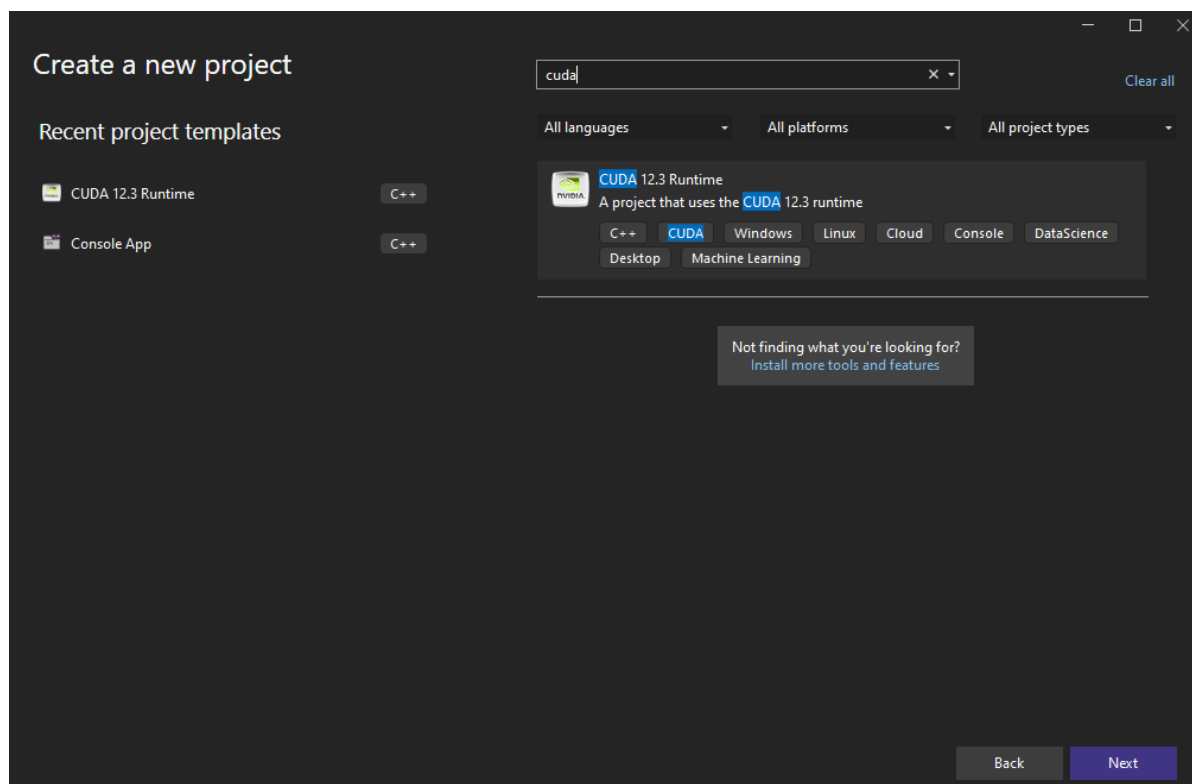 Create a new project
cuda
Clear all
Recent project templates
All languages
All platforms
All project types
CUDA 12.3 Runtime
C++
Console App
C++
NVIDIA.
CUDA 12.3 Runtime
A project that uses the CUDA 12.3 runtime
C++ CUDA Windows Linux Cloud Console DataScience
Desktop Machine Learning
Not finding what you're looking for?
Install more tools and features
Back
Next